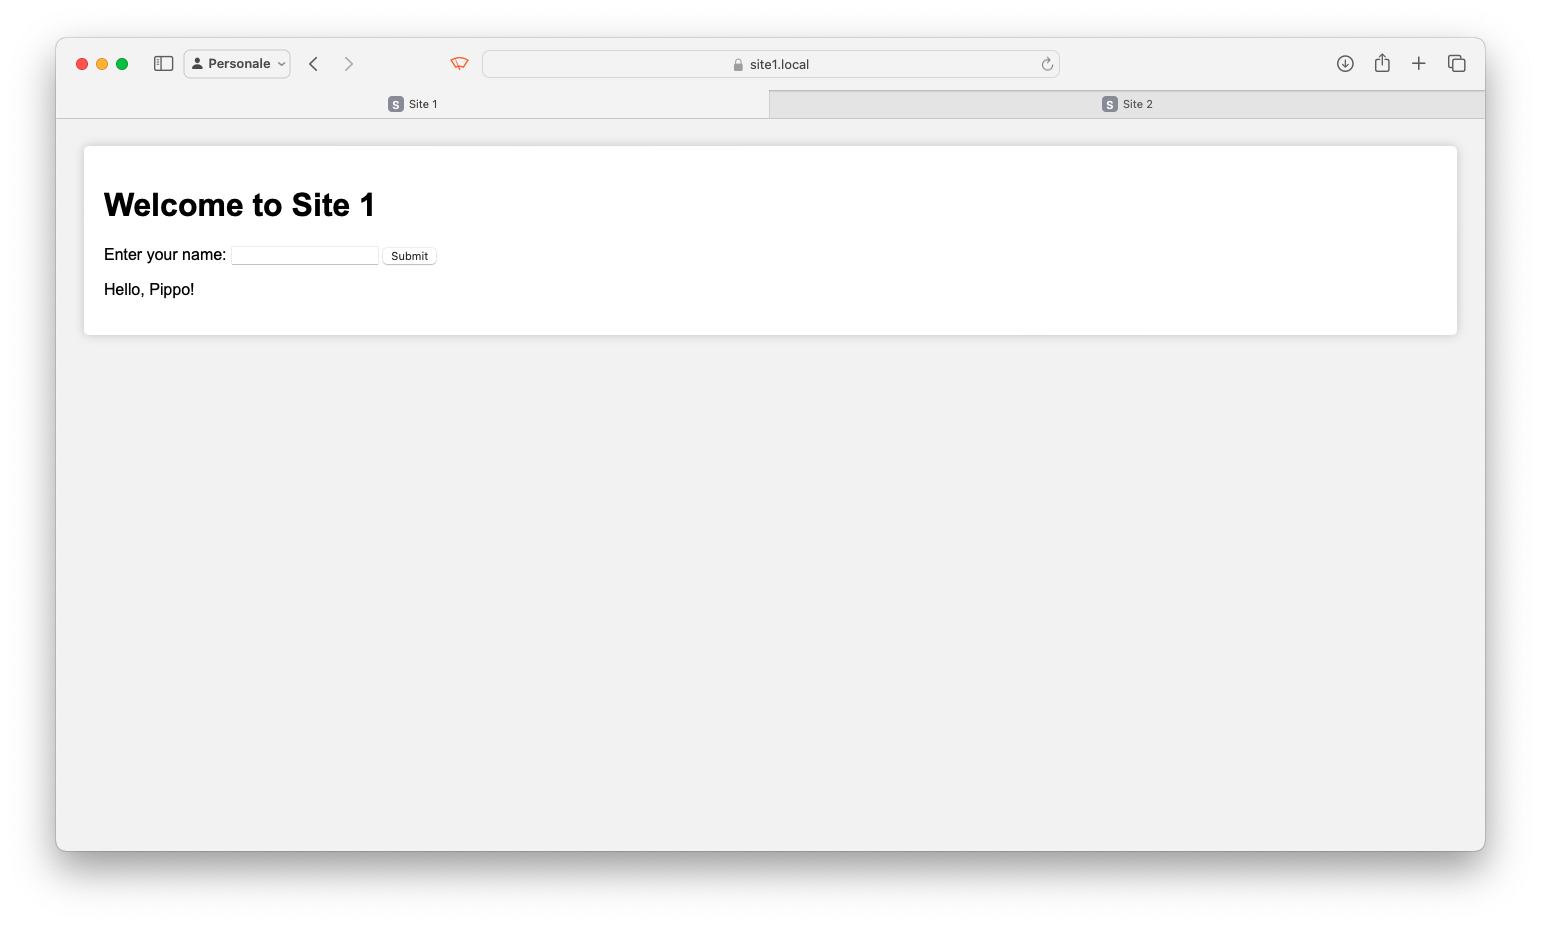 Personale
site1.local
S Site 1
S Site 2
Welcome to Site 1
Enter your name: Submit
Hello, Pippo!